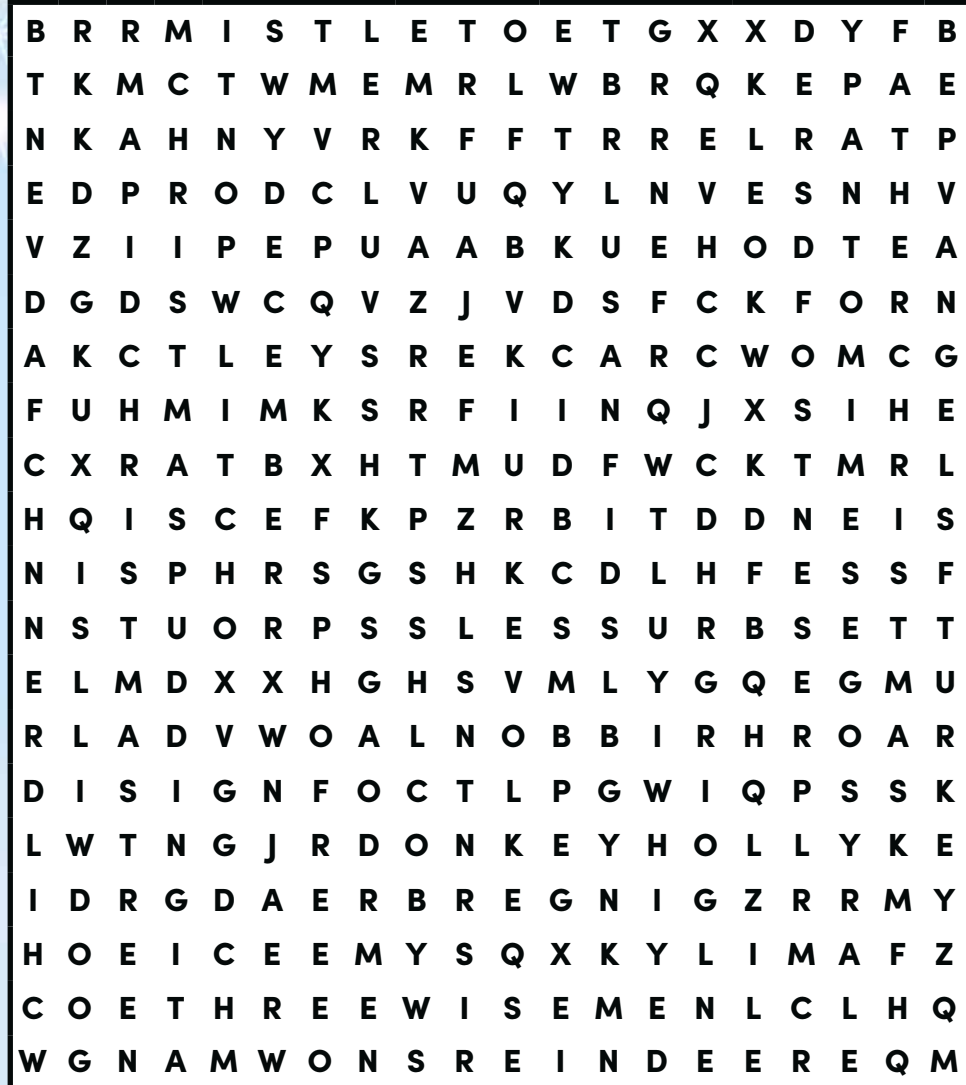 B R R M I S T L E T O E T G X X D Y F B
T K M C T W M E M R L W B R Q K E P A E
N K A H N Y V R K F F T R R E L R A T P
E D P R O D C L V U Q Y L N V E S N H V
V Z I I P E P U A A B K U E H O D T E A
D G D S W C Q V Z J V D S F C K F O R N
A K C T L E Y S R E K C A R C W O M C G
F U H M I M K S R F I I N Q J X S I H E
C X R A T B X H T M U D F W C K T M R L
H Q I S C E F K P Z R B I T D D N E I S
N I S P H R S G S H K C D L H F E S S F
N S T U O R P S S L E S S U R B S E T T
E L M D X X H G H S V M L Y G Q E G M U
R L A D V W O A L N O B B I R H R O A R
D I S I G N F O C T L P G W I Q P S S K
L W T N G J R D O N K E Y H O L L Y K E
I D R G D A E R B R E G N I G Z R R M Y
H O E I C E E M Y S Q X K Y L I M A F Z
C O E T H R E E W I S E M E N L C L H Q
W G N A M W O N S R E I N D E E R E Q M